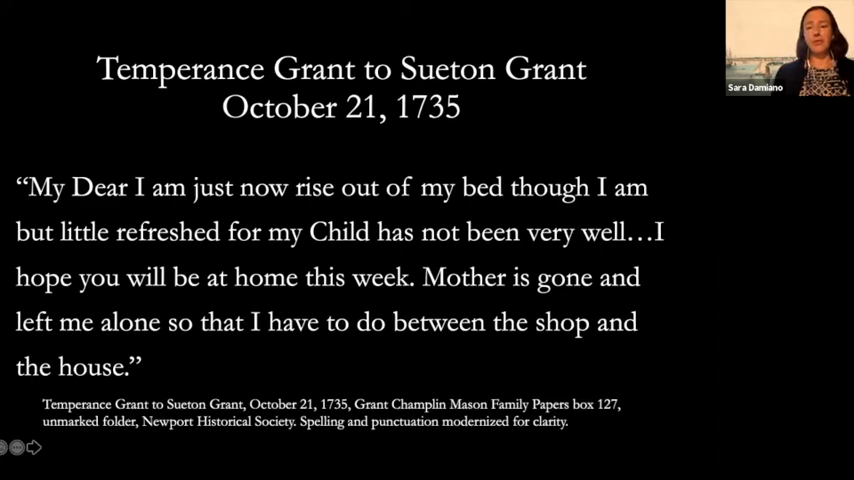 Temperance Grant to Sueton Grant
October 21, 1735
Sara Damiano
“My Dear I am just now rise out of my bed though I am
but little refreshed for my Child has not been very well…I
hope you will be at home this week. Mother is gone and
left me alone so that I have to do between the shop and
the house.”
Temperance Grant to Sueton Grant, October 21, 1735, Grant Champlin Mason Family Papers box 127,
unmarked folder, Newport Historical Society. Spelling and punctuation modernized for clarity.